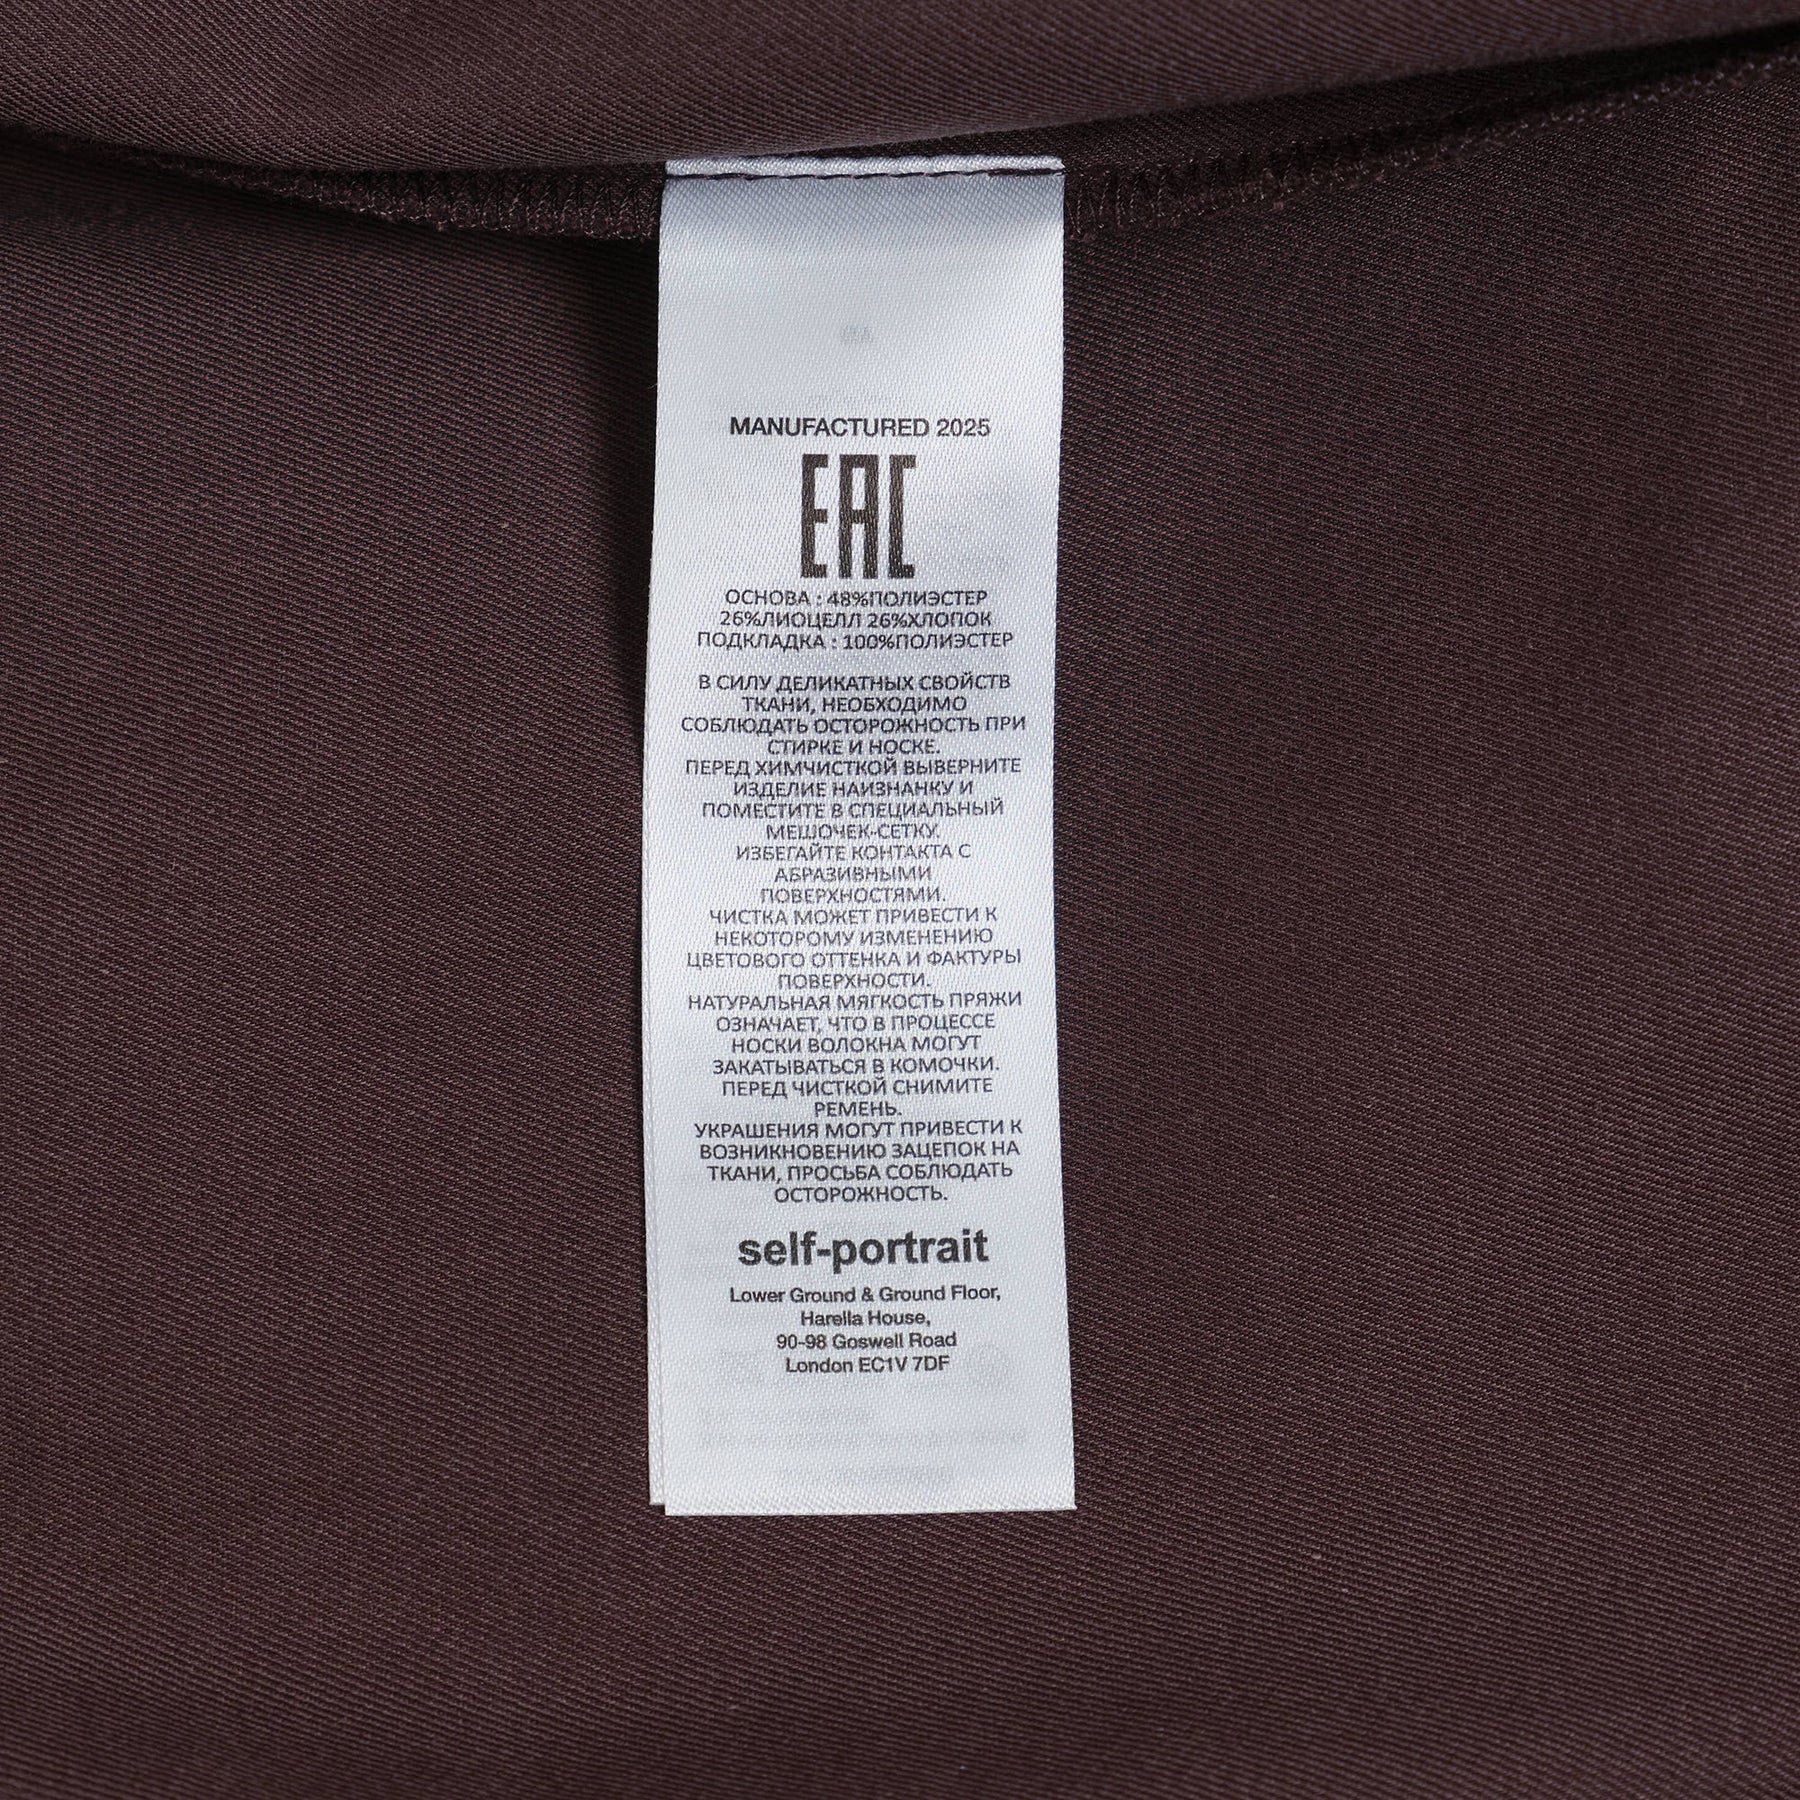 MANUFACTURED 2025
EAC
ОСНОВА : 48%ПОЛИЭСТЕР
26%ЛИОЦЕЛЛ 26%ХЛОПОК
ПОДКЛАДКА : 100%ПОЛИЭСТЕР
В СИЛУ ДЕЛИКАТНЫХ СВОЙСТВ
ТКАНИ, НЕОБХОДИМО
СОБЛЮДАТЬ ОСТОРОЖНОСТЬ ПРИ
СТИРКЕ И НОСКЕ.
ПЕРЕД ХИМЧИСТКОЙ ВЫВЕРНИТЕ
ИЗДЕЛИЕ НАИЗНАНКУ И
ПОМЕСТИТЕ В СПЕЦИАЛЬНЫЙ
МЕШОЧЕК-СЕТКУ.
ИЗБЕГАЙТЕ КОНТАКТА С
АБРАЗИВНЫМИ
ПОВЕРХНОСТЯМИ.
ЧИСТКА МОЖЕТ ПРИВЕСТИ К
НЕКОТОРОМУ ИЗМЕНЕНИЮ
ЦВЕТОВОГО ОТТЕНКА И ФАКТУРЫ
ПОВЕРХНОСТИ.
НАТУРАЛЬНАЯ МЯГКОСТЬ ПРЯЖИ
ОЗНАЧАЕТ, ЧТО В ПРОЦЕССЕ
НОСКИ ВОЛОКНА МОГУТ
ЗАКАТЫВАТЬСЯ В КОМОЧКИ.
ПЕРЕД ЧИСТКОЙ СНИМИТЕ
РЕМЕНЬ.
УКРАШЕНИЯ МОГУТ ПРИВЕСТИ К
ВОЗНИКНОВЕНИЮ ЗАЦЕПОК НА
ТКАНИ, ПРОСЬБА СОБЛЮДАТЬ
ОСТОРОЖНОСТЬ.
self-portrait
Lower Ground & Ground Floor,
Harella House,
90-98 Goswell Road
London EC1V 7DF